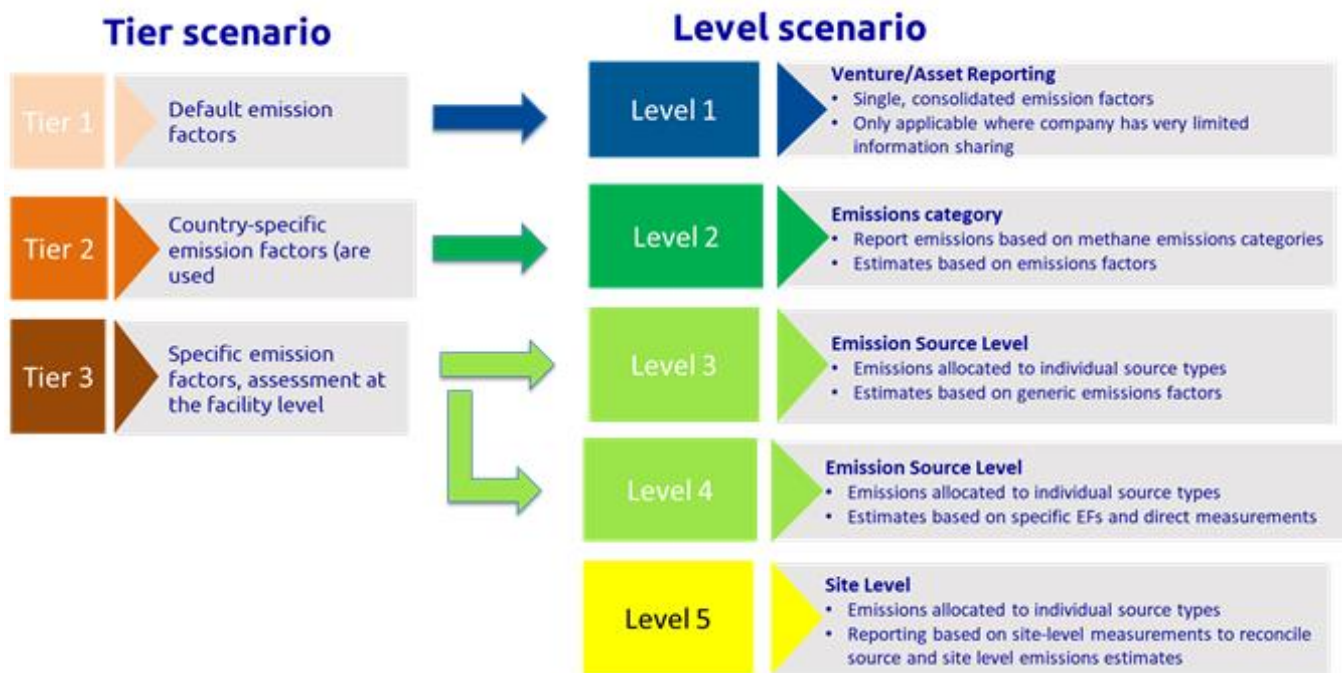 Tier scenario
Level scenario
Tier 1
Default emission
factors
Level 1
Venture/Asset Reporting
• Single, consolidated emission factors
• Only applicable where company has very limited
information sharing
Tier 2
Country-specific
emission factors (are
used
Level 2
Emissions category
• Report emissions based on methane emissions categories
• Estimates based on emissions factors
Tier 3
Specific emission
factors, assessment at
the facility level
Level 3
Emission Source Level
• Emissions allocated to individual source types
• Estimates based on generic emissions factors
Level 4
Emission Source Level
• Emissions allocated to individual source types
• Estimates based on specific EFs and direct measurements
Level 5
Site Level
• Emissions allocated to individual source types
• Reporting based on site-level measurements to reconcile
source and site level emissions estimates